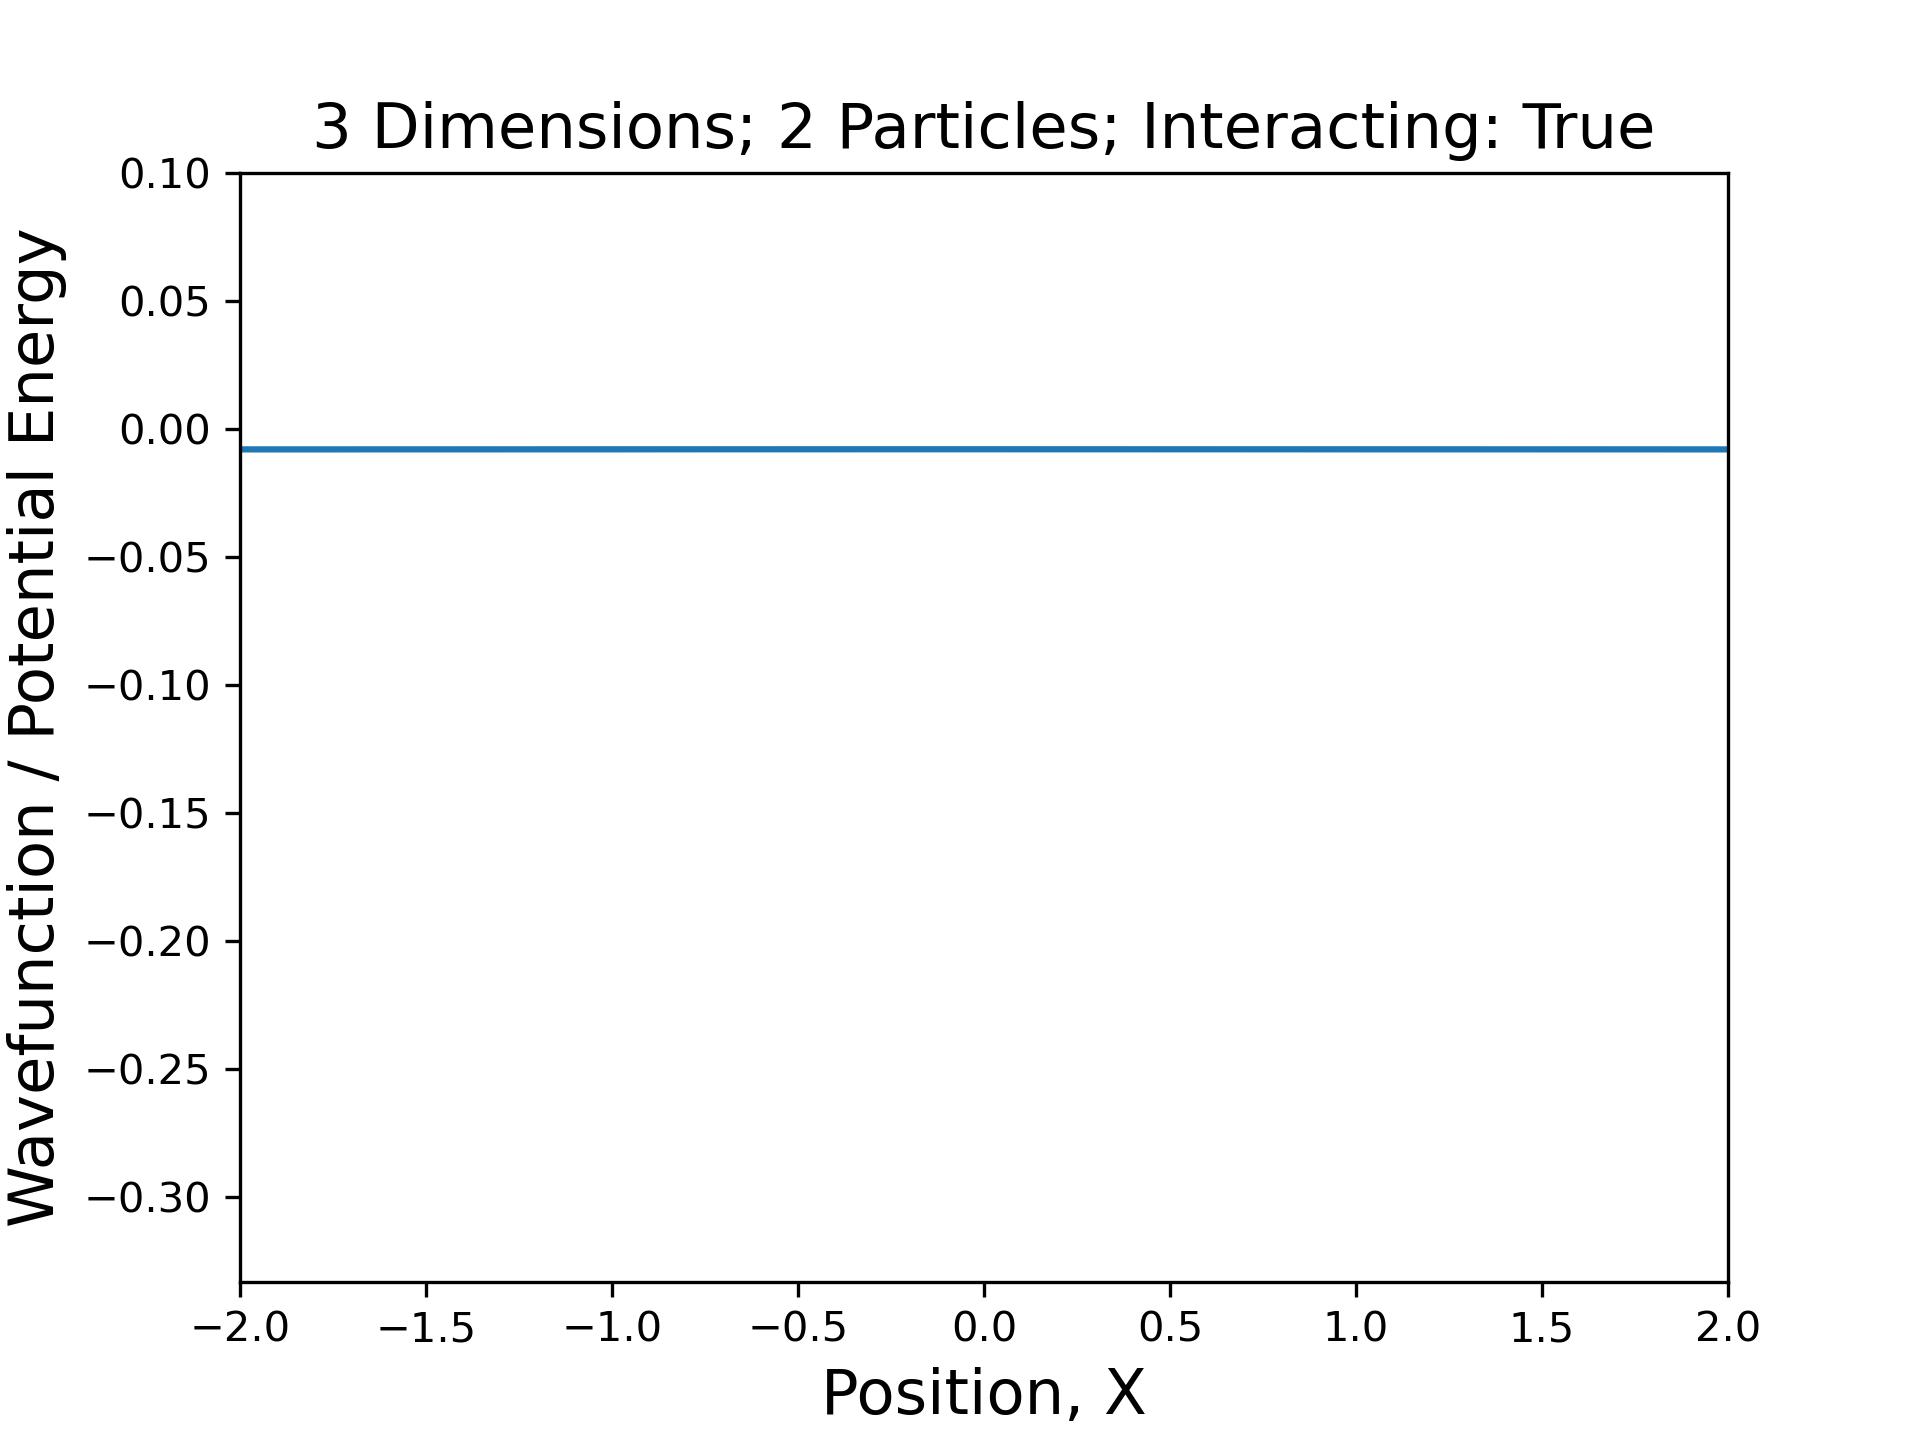 3 Dimensions; 2 Particles; Interacting: True
Wavefunction / Potential Energy
0.10
0.05
0.00
−0.05
−0.10
−0.15
−0.20
−0.25
−0.30
−2.0 −1.5 −1.0 −0.5 0.0 0.5 1.0 1.5 2.0
Position, X